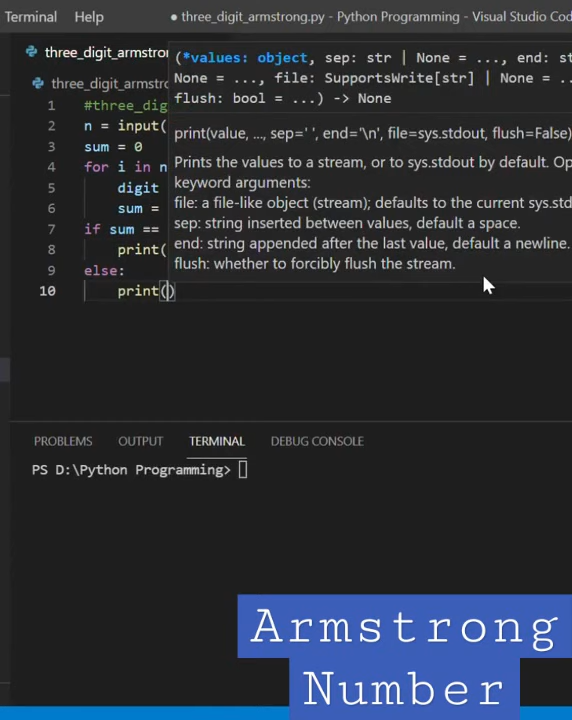 Terminal Help ● three_digit_armstrong.py - Python Programming - Visual Studio Cod
three_digit_armstror
three_digit_armstrc
(*values: object, sep: str | None = ..., end: st
None = ..., file: SupportsWrite[str] | None = ..
flush: bool = ...) -> None
print(value, ..., sep=' ', end='\n', file=sys.stdout, flush=False)
Prints the values to a stream, or to sys.stdout by default. Op
keyword arguments:
file: a file-like object (stream); defaults to the current sys.std
sep: string inserted between values, default a space.
end: string appended after the last value, default a newline.
flush: whether to forcibly flush the stream.
1 #three_dig
2 n = input(
3 sum = 0
4 for i in n
5 digit
6 sum =
7 if sum ==
8 print(
9 else:
10 print()
PROBLEMS OUTPUT TERMINAL DEBUG CONSOLE
PS D:\Python Programming>
Armstrong
Number